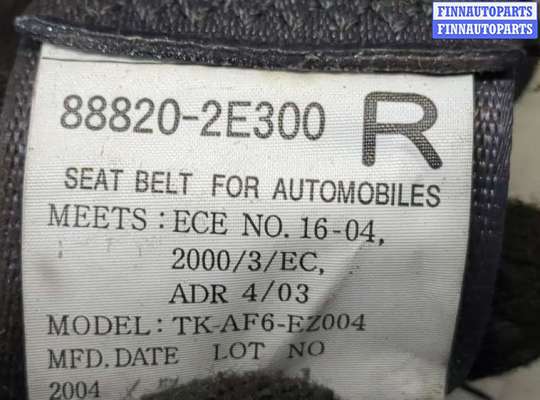 FINNAUTOPARTS
FINNAUTOPARTS
88820-2E300 R
SEAT BELT FOR AUTOMOBILES
MEETS : ECE NO. 16-04,
2000/3/EC,
ADR 4/03
MODEL: TK-AF6-EZ004
MFD. DATE LOT NO
2004